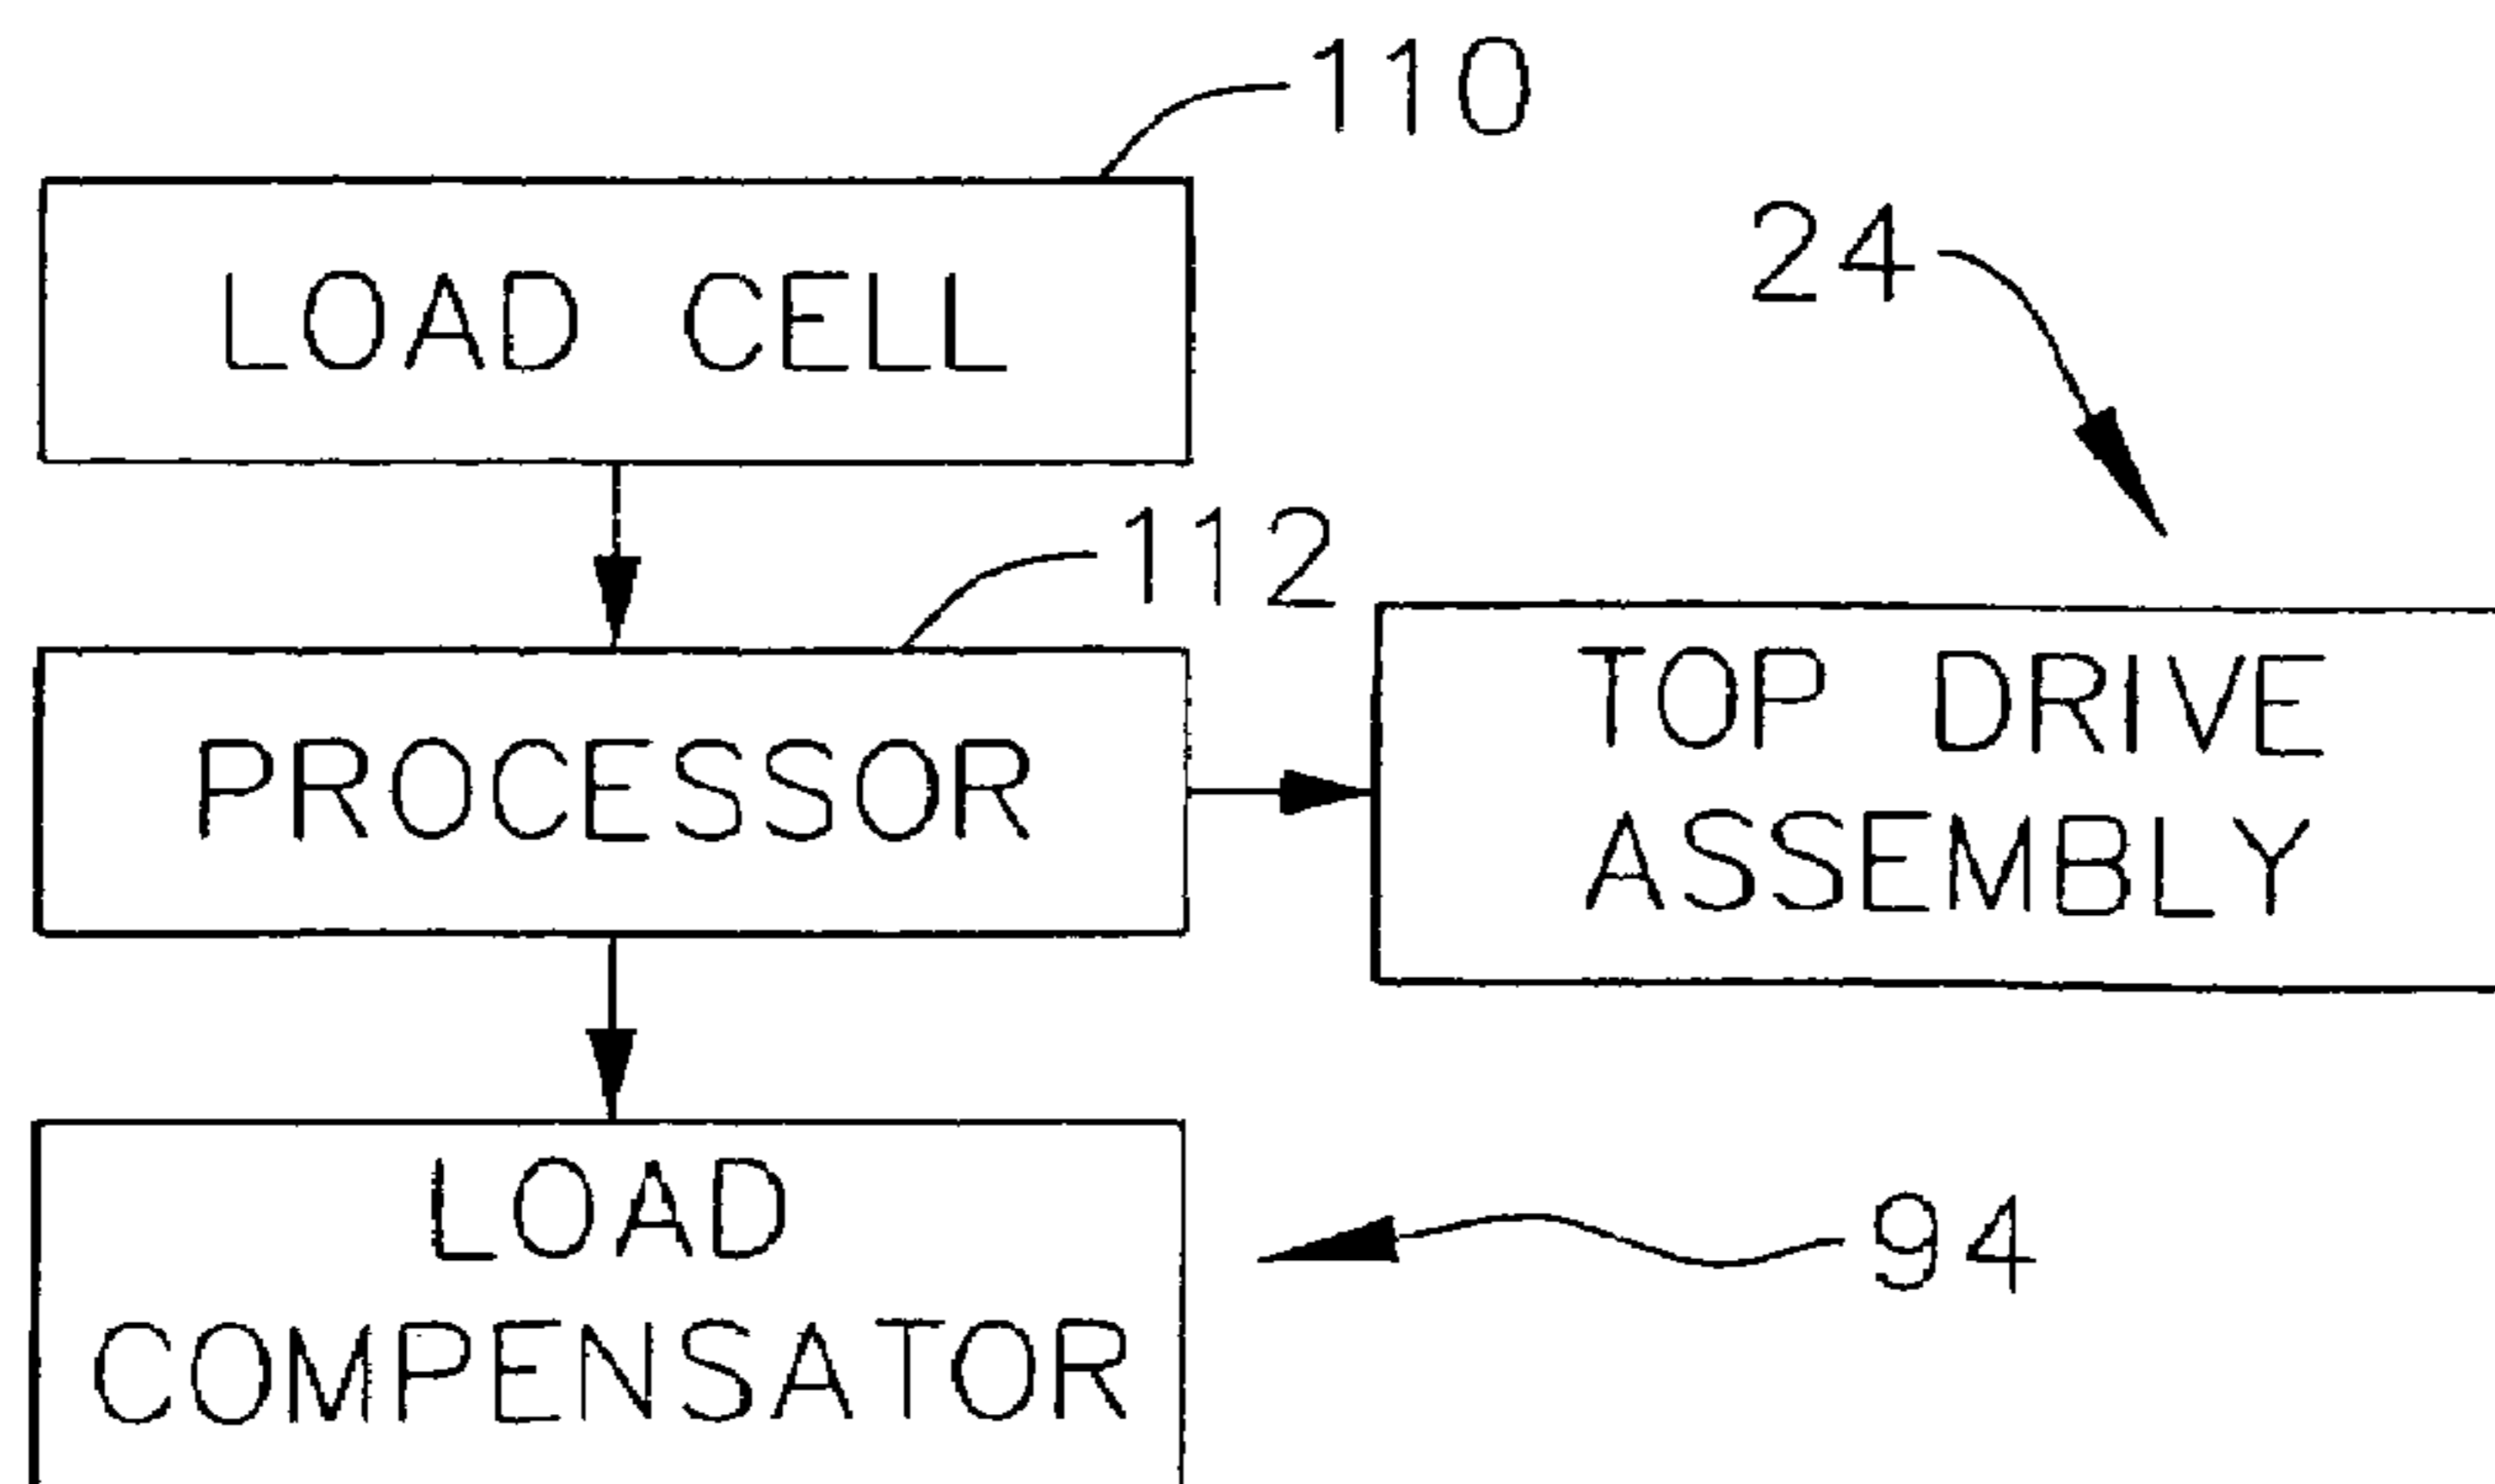 110
LOAD CELL
24
112
PROCESSOR
TOP DRIVE
ASSEMBLY
LOAD
COMPENSATOR
94